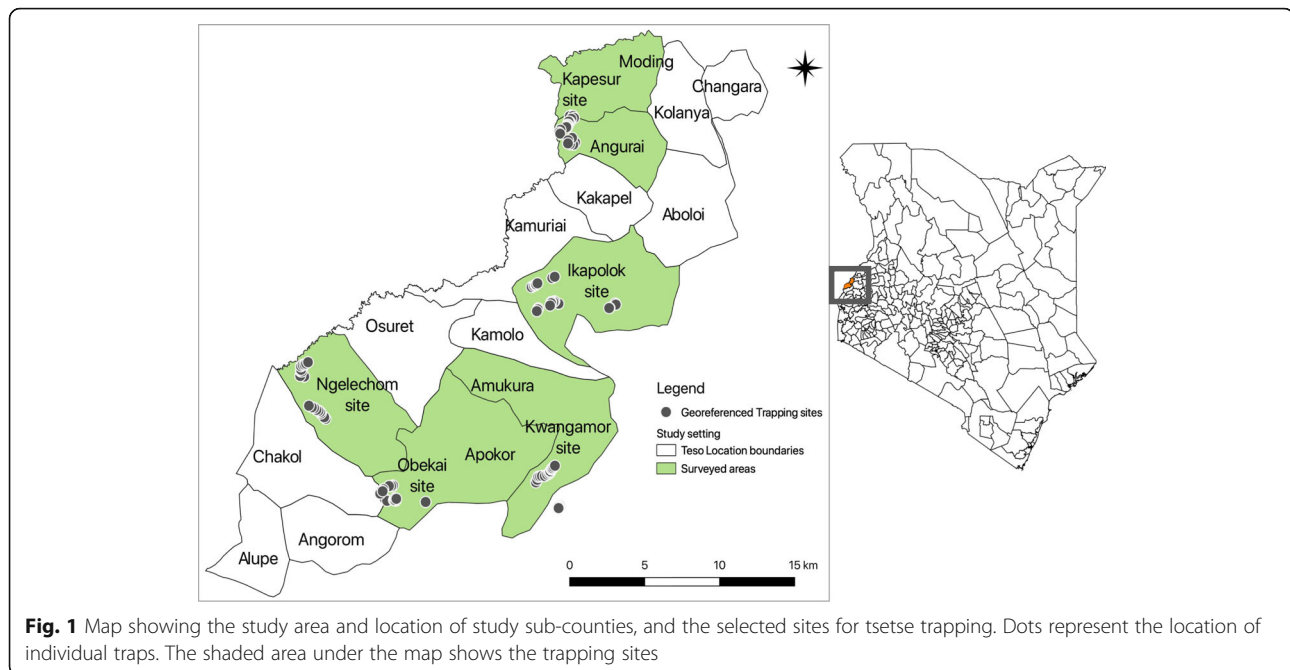 Moding
Kapesur
site
Changara
Kolanya
Angurai
Kakapel
Aboloi
Kamuriai
Ikapolok
site
Osuret
Kamolo
Ngelechom
site
Amukura
Kwangamor
site
Chakol
Apokor
Obekai
site
Angorom
Alupe
Legend
Georeferenced Trapping sites
Study setting
Teso Location boundaries
Surveyed areas
0 5 10 15 km
Fig. 1 Map showing the study area and location of study sub-counties, and the selected sites for tsetse trapping. Dots represent the location of
individual traps. The shaded area under the map shows the trapping sites